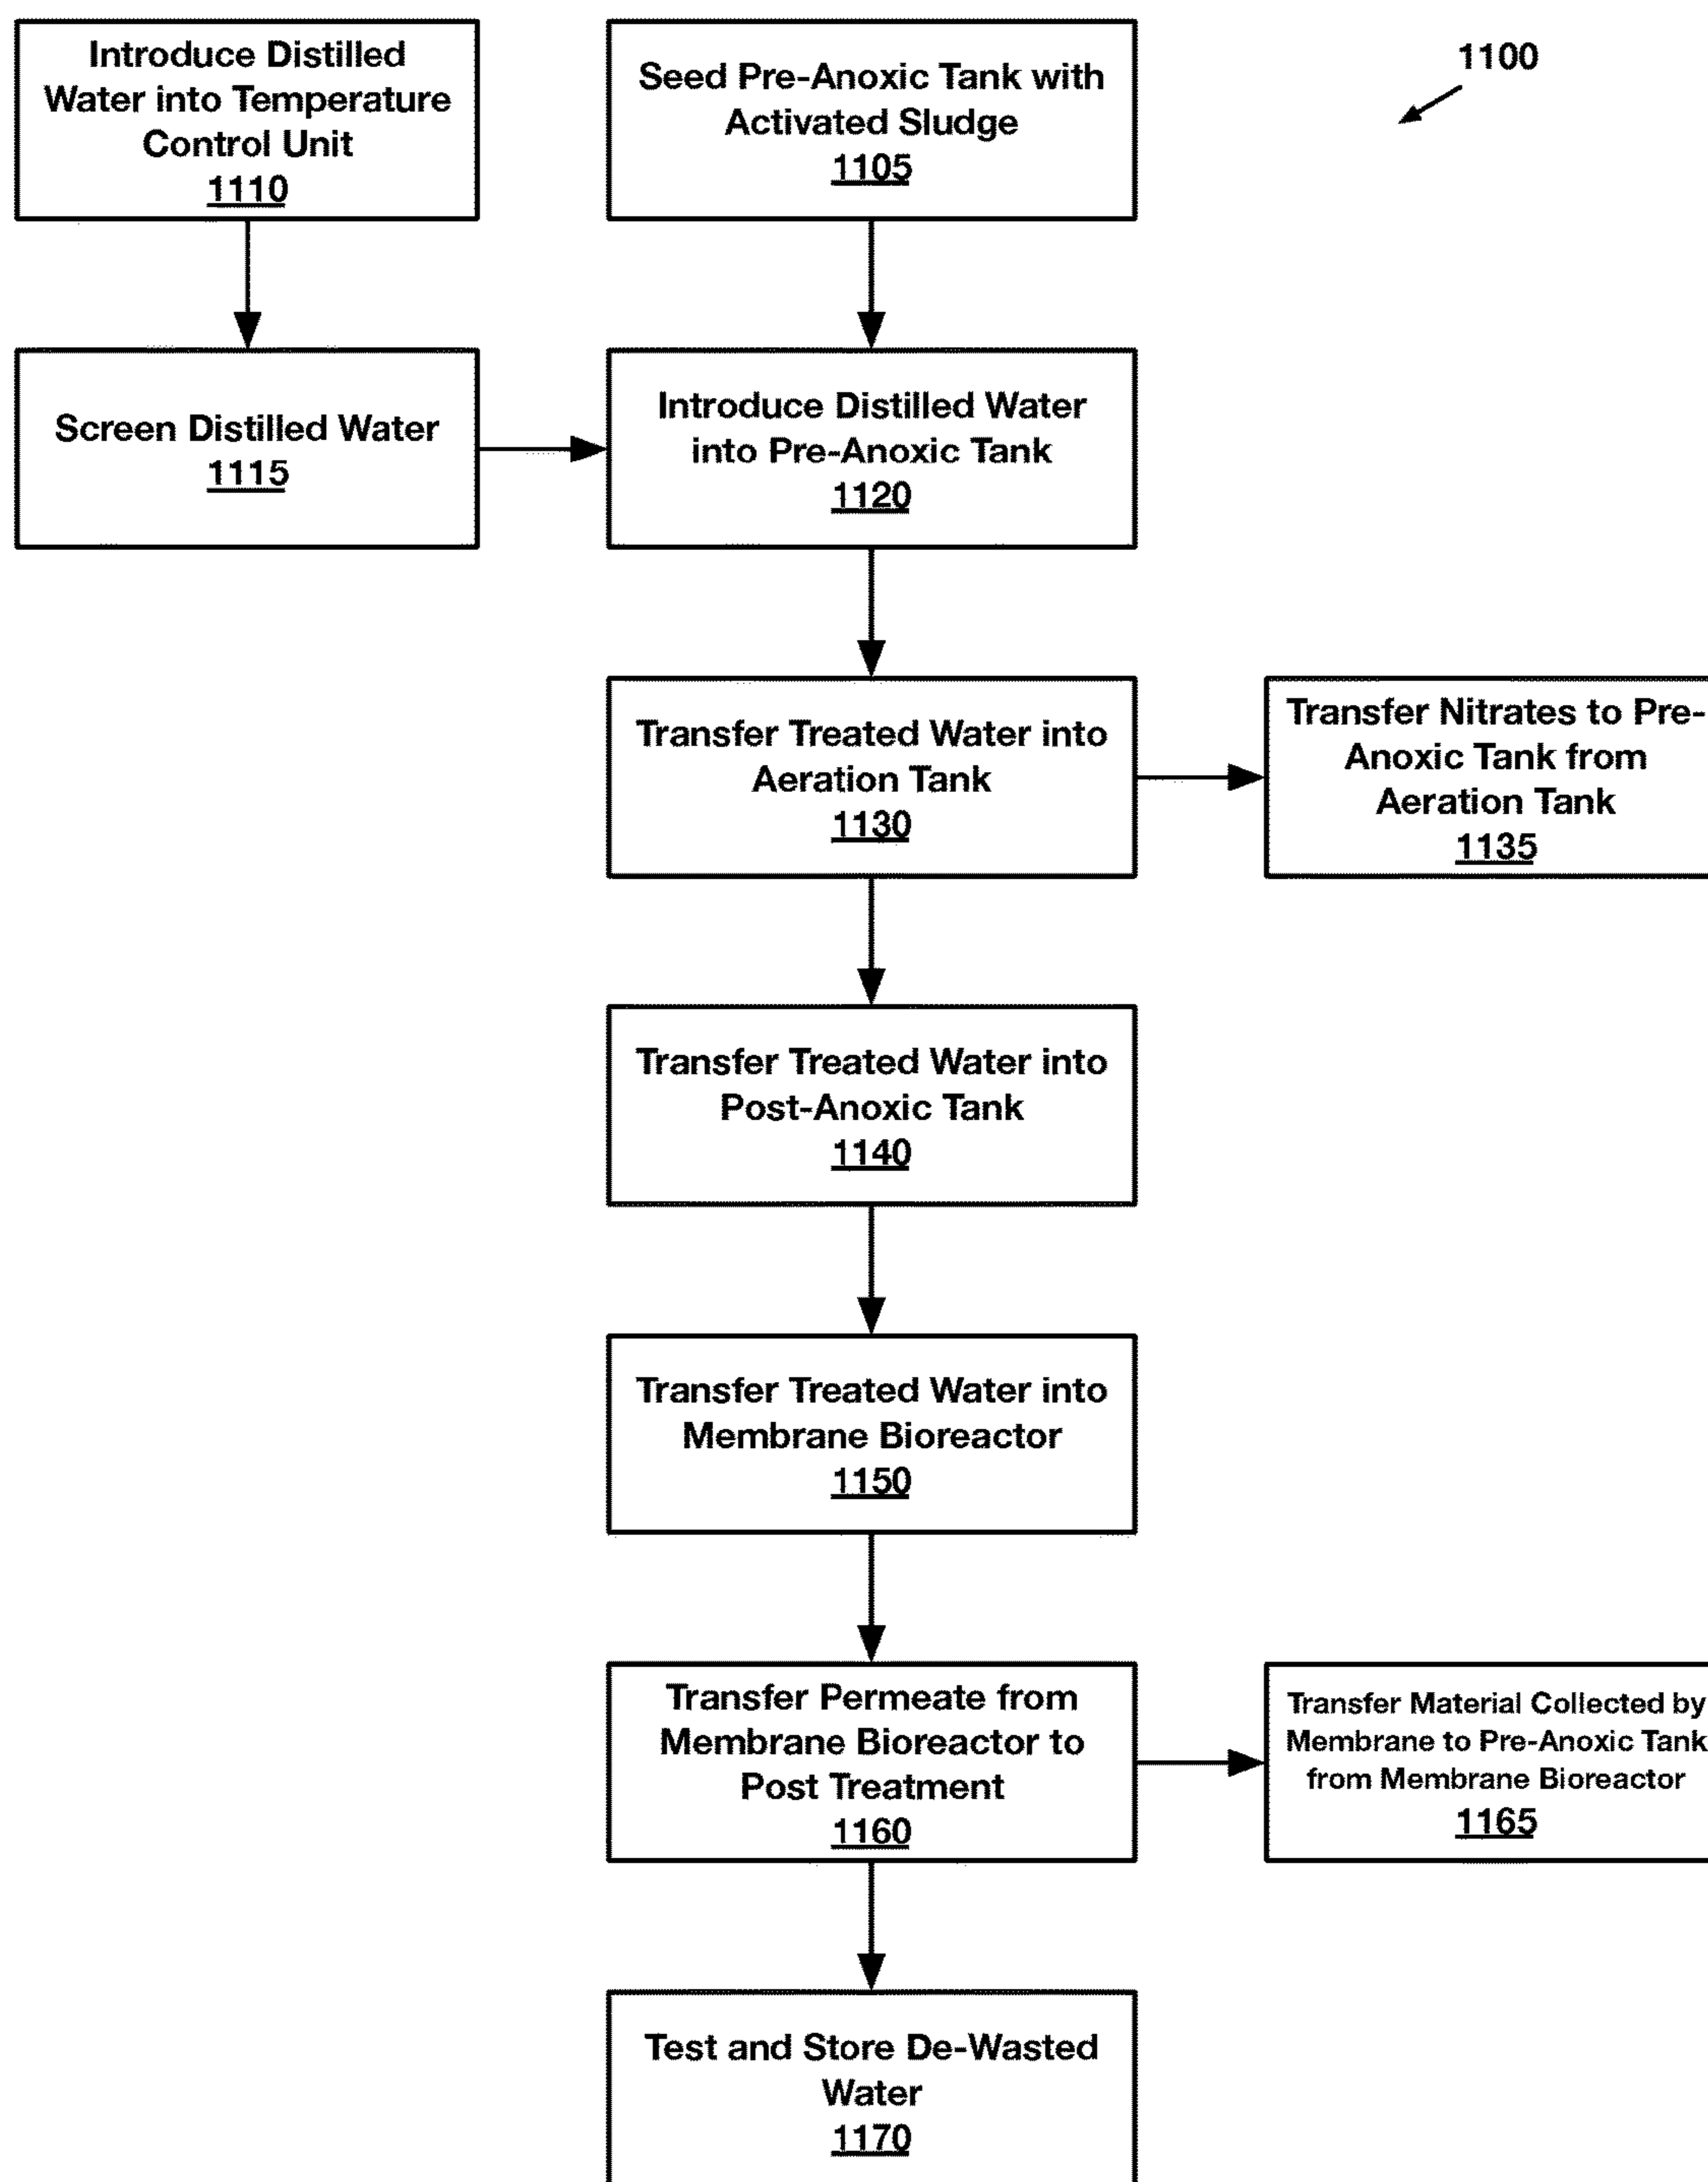 Introduce Distilled
Water into Temperature
Control Unit
1110
Seed Pre-Anoxic Tank with
Activated Sludge
1105
1100
Screen Distilled Water
1115
Introduce Distilled Water
into Pre-Anoxic Tank
1120
Transfer Treated Water into
Aeration Tank
1130
Transfer Nitrates to Pre-
Anoxic Tank from
Aeration Tank
1135
Transfer Treated Water into
Post-Anoxic Tank
1140
Transfer Treated Water into
Membrane Bioreactor
1150
Transfer Permeate from
Membrane Bioreactor to
Post Treatment
1160
Transfer Material Collected by
Membrane to Pre-Anoxic Tank
from Membrane Bioreactor
1165
Test and Store De-Wasted
Water
1170